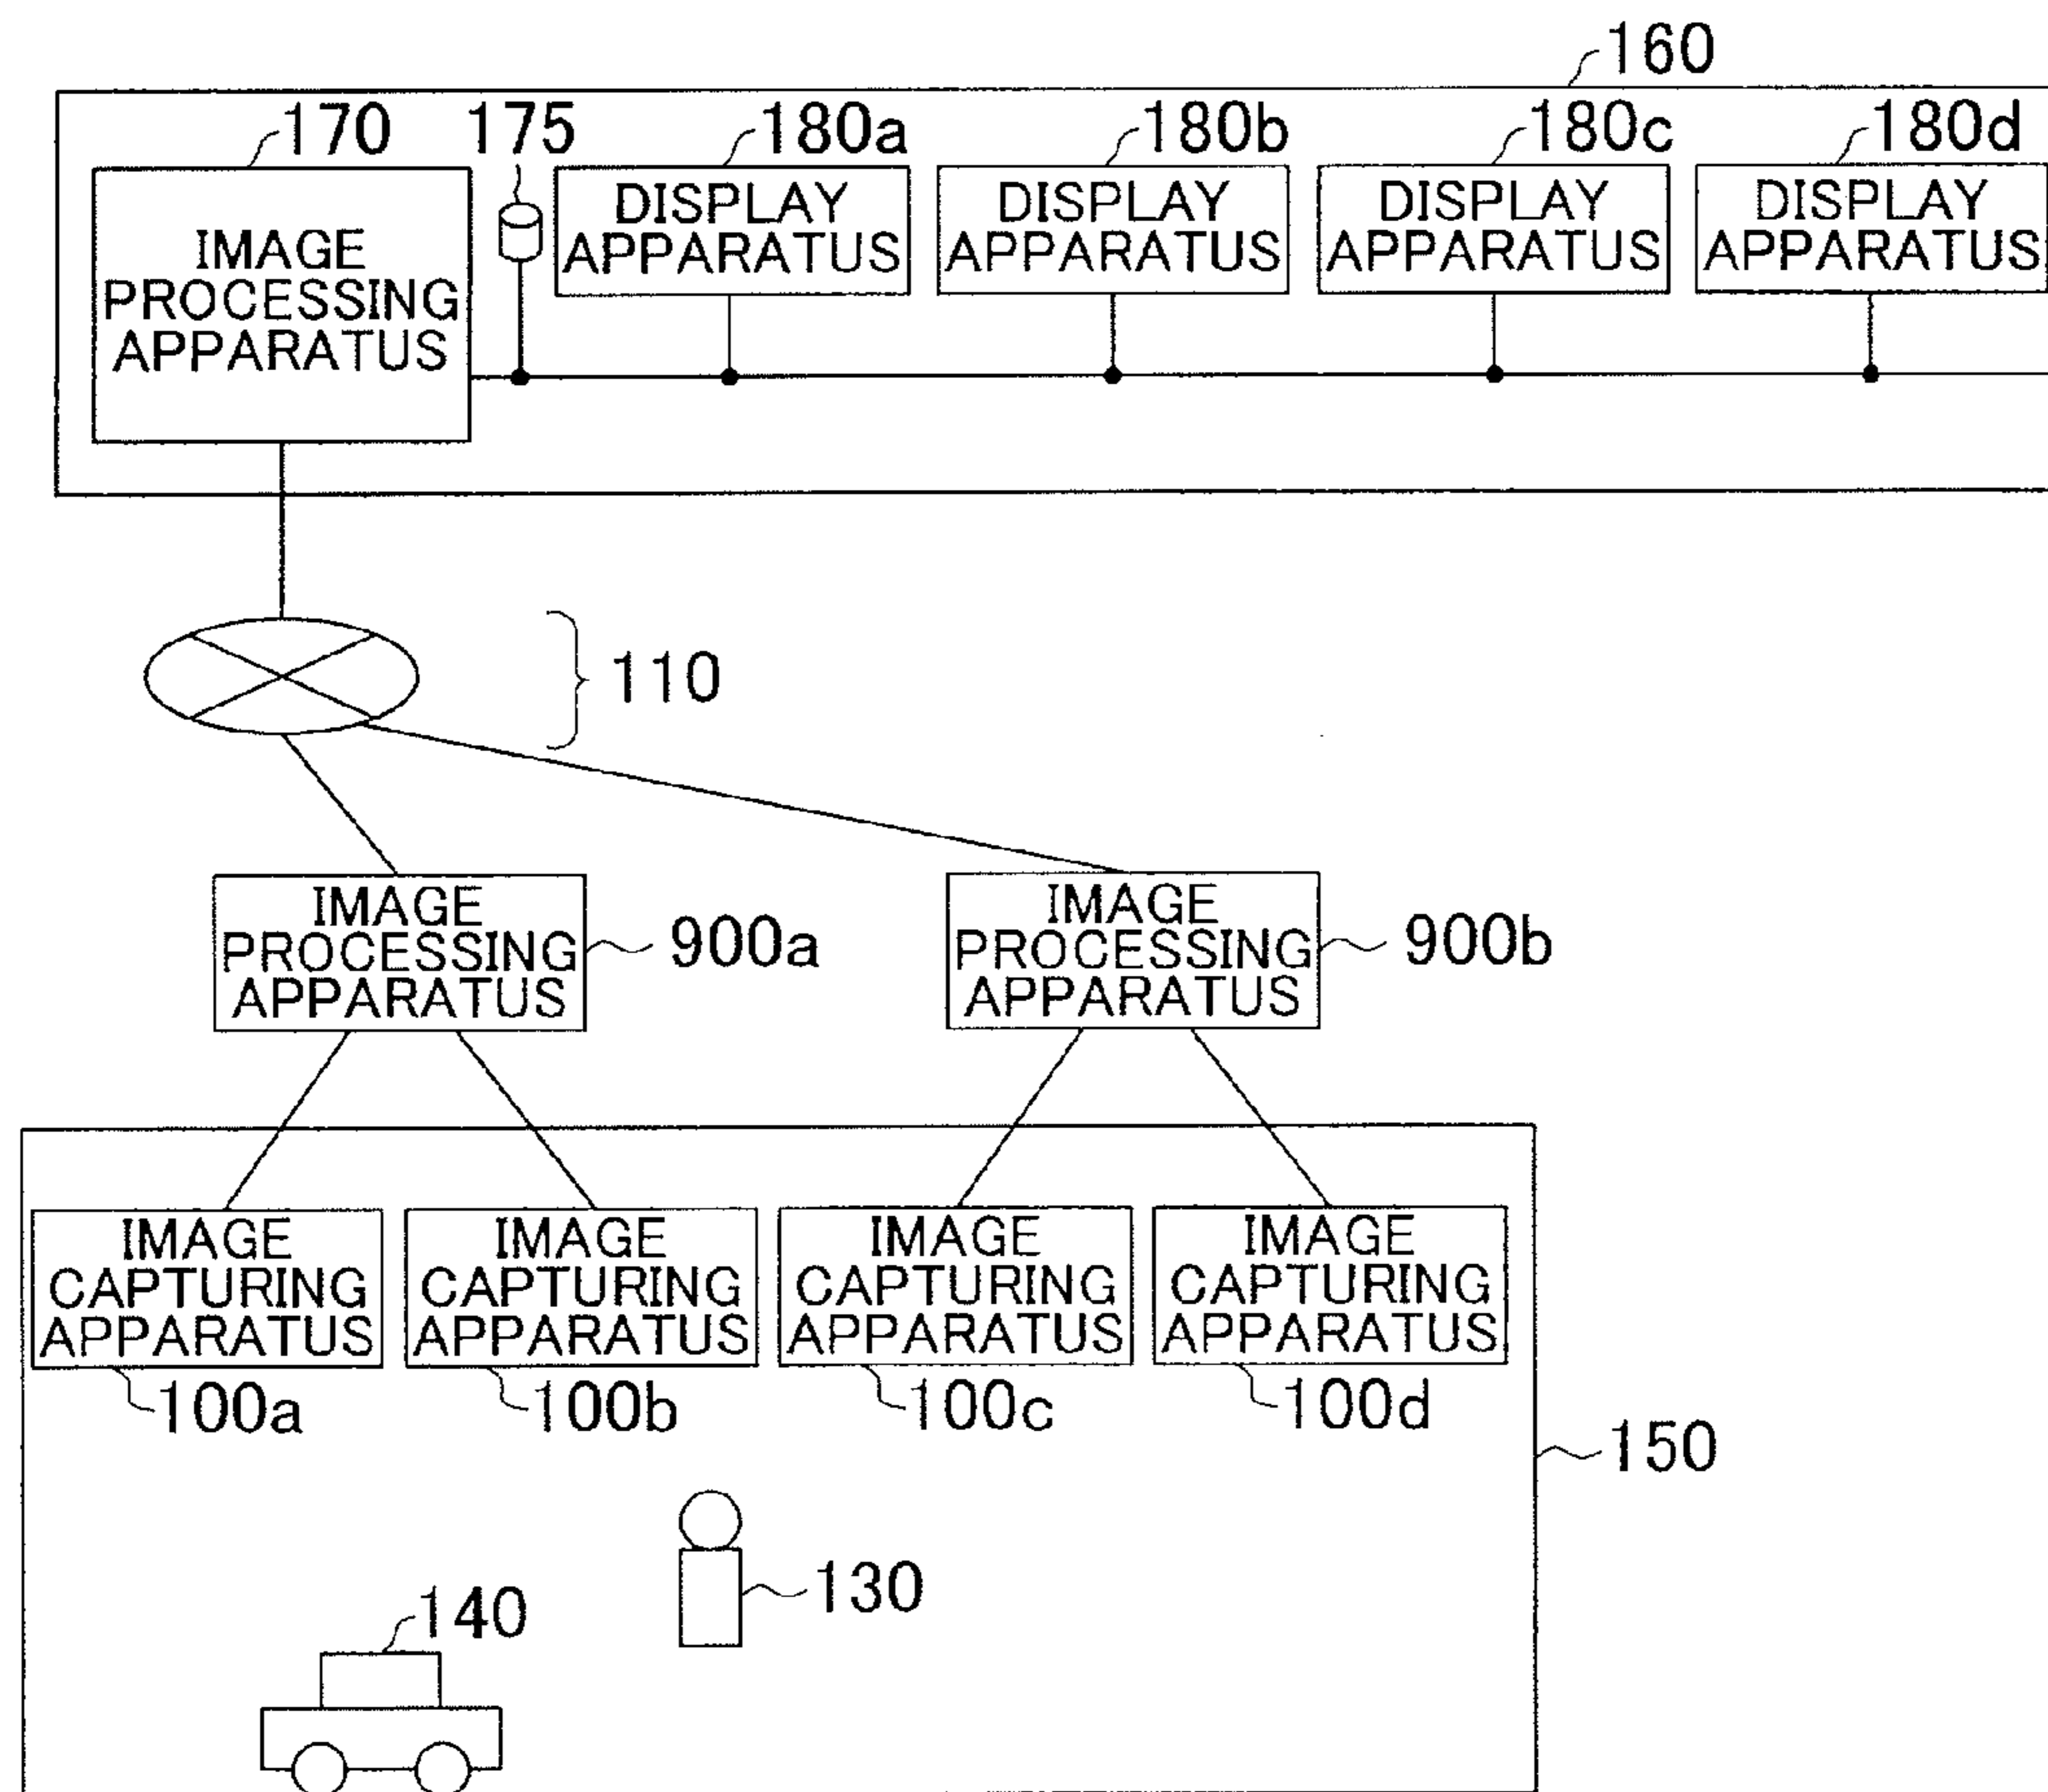 160
170
175
180a
180b
180c
180d
IMAGE
PROCESSING
APPARATUS
DISPLAY
APPARATUS
DISPLAY
APPARATUS
DISPLAY
APPARATUS
DISPLAY
APPARATUS
110
IMAGE
PROCESSING
APPARATUS
900a
IMAGE
PROCESSING
APPARATUS
900b
IMAGE
CAPTURING
APPARATUS
100a
IMAGE
CAPTURING
APPARATUS
100b
IMAGE
CAPTURING
APPARATUS
100c
IMAGE
CAPTURING
APPARATUS
100d
150
130
140